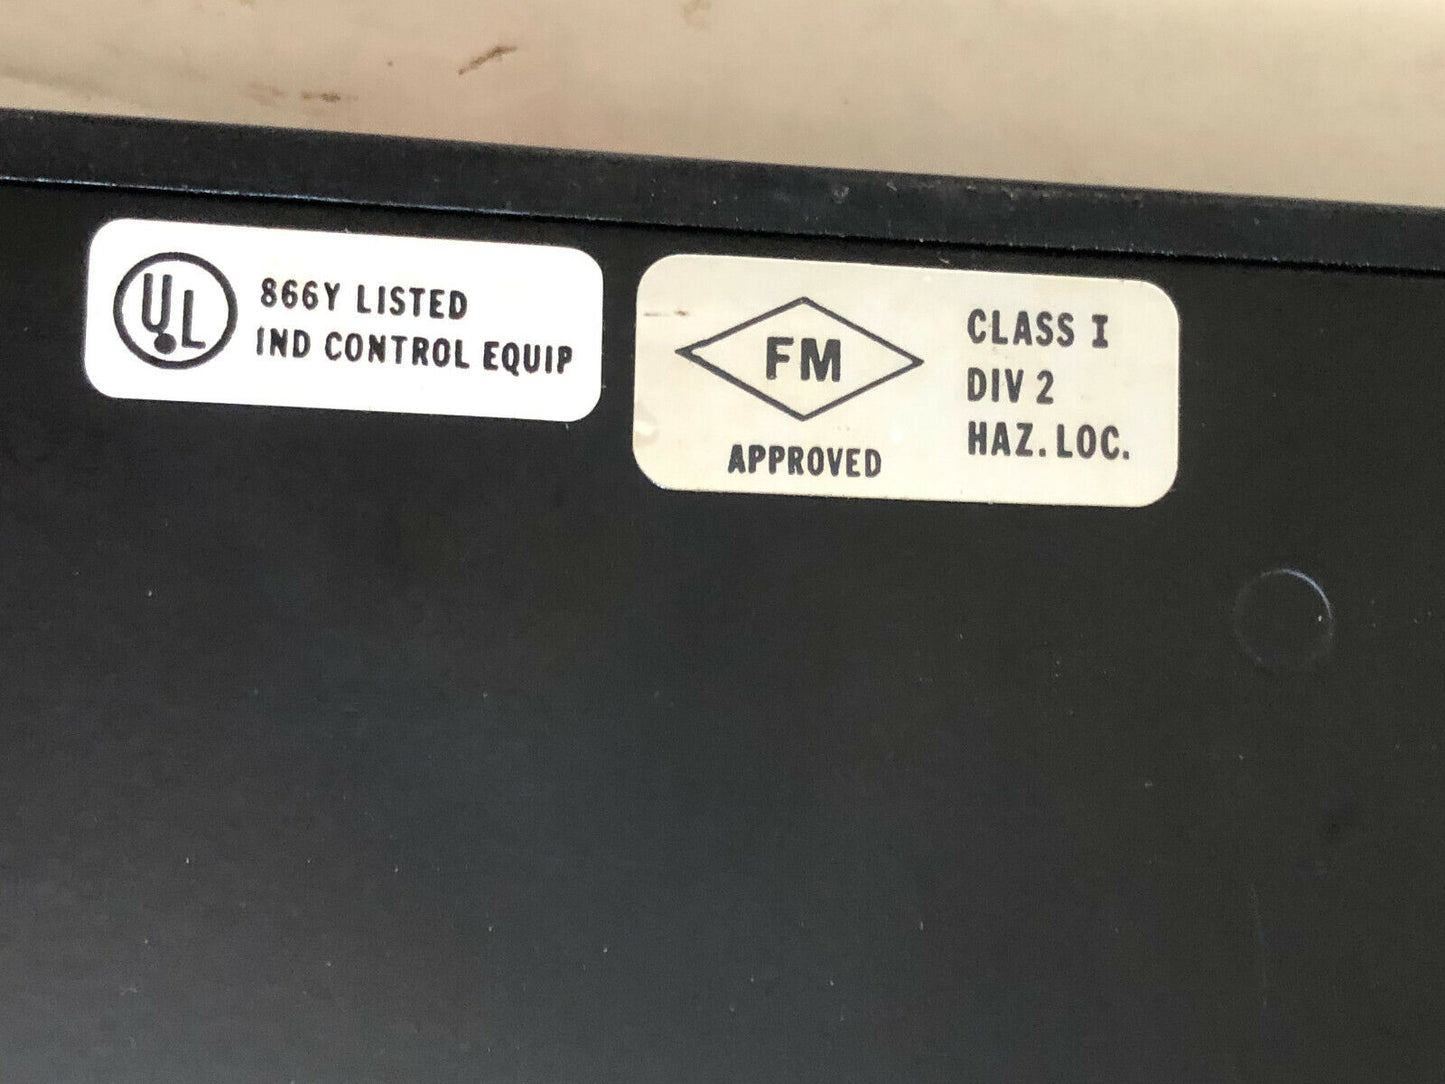 UL
866Y LISTED
IND CONTROL EQUIP
FM
APPROVED
CLASS I
DIV 2
HAZ. LOC.